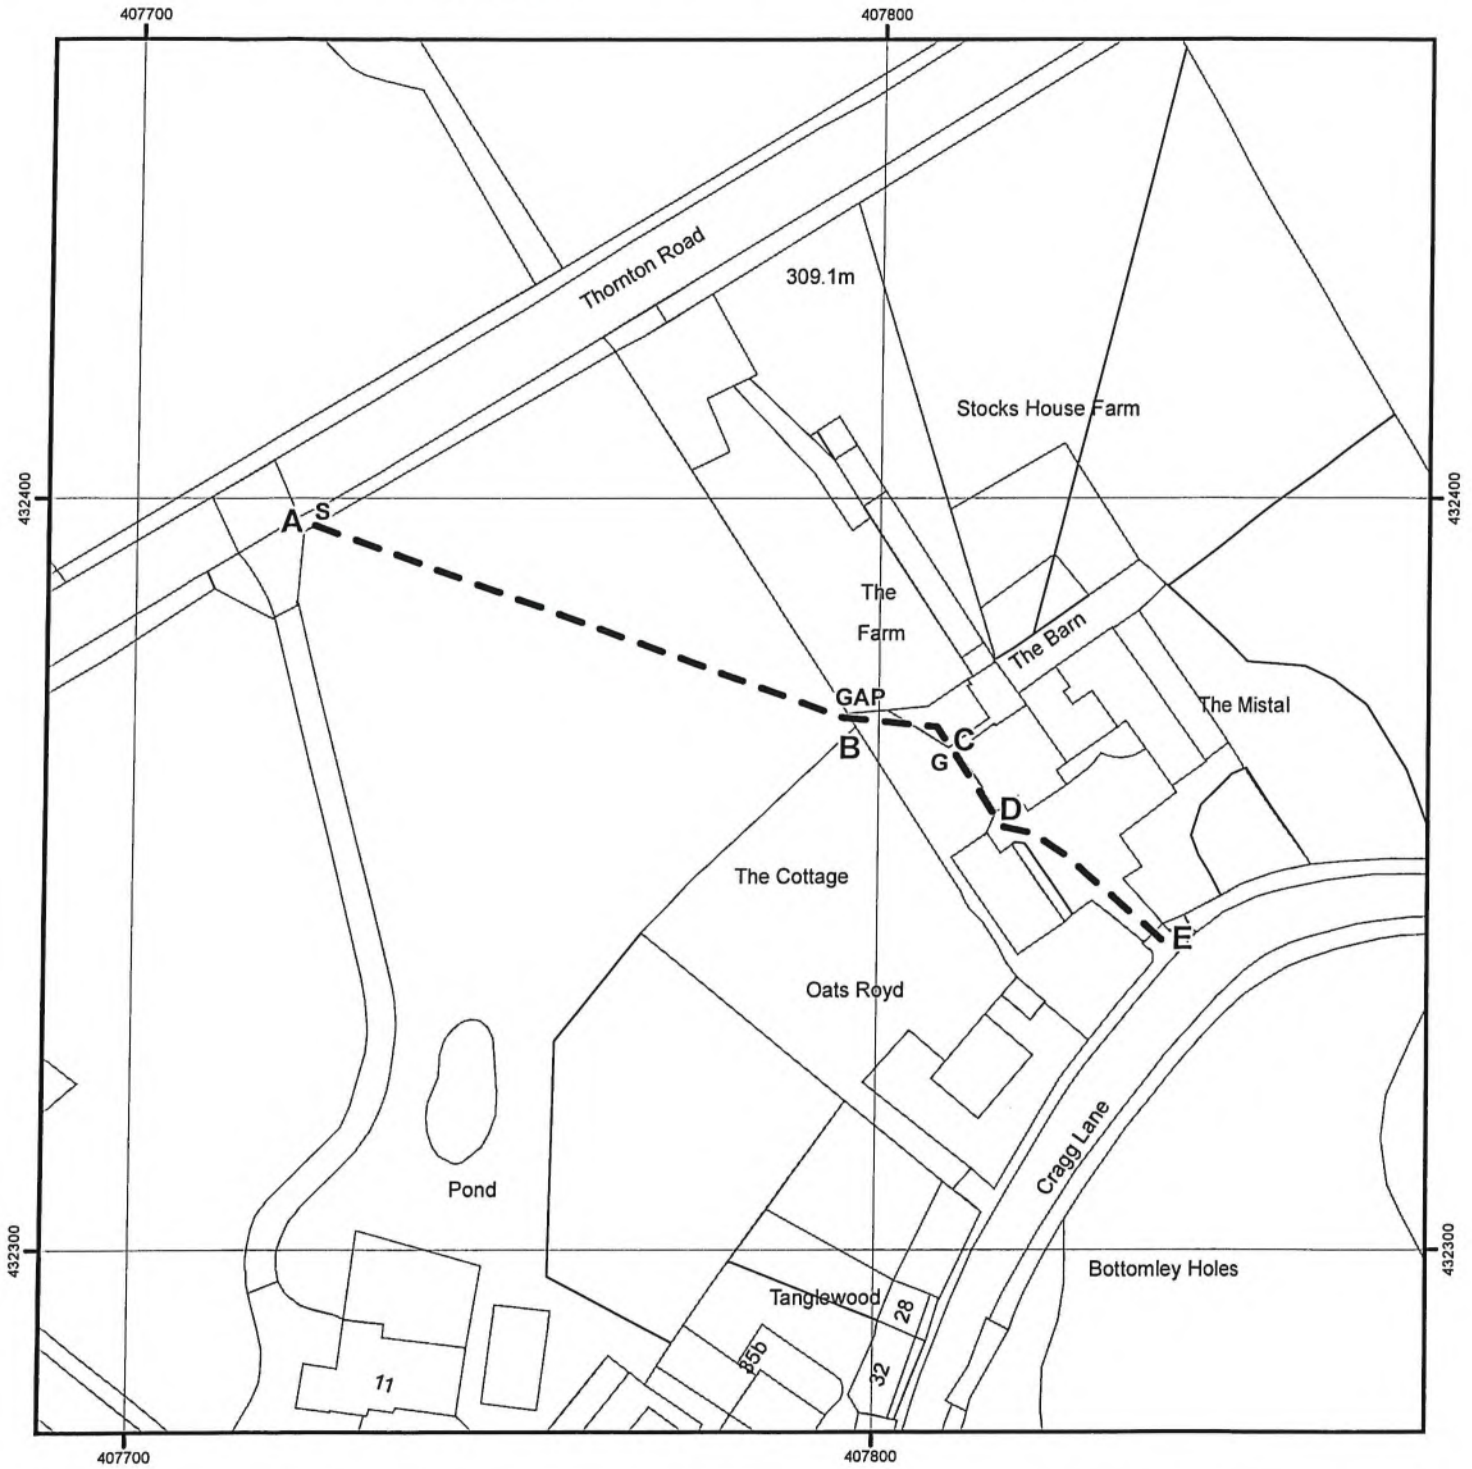 407700
407800
Thornton Road
309.1m
Stocks House Farm
432400
432400
A
S
The
Farm
The Barn
The Mistal
GAP
B
C
G
D
The Cottage
E
Oats Royd
Cragg Lane
Pond
432300
432300
Bottomley Holes
Tanglewood
28
35b
32
11
407700
407800